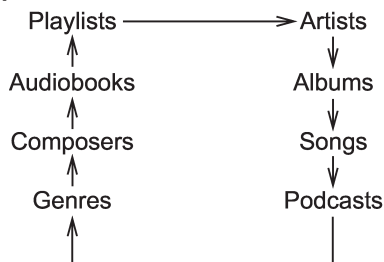 Playlists Artists
Audiobooks Albums
Composers Songs
Genres Podcasts